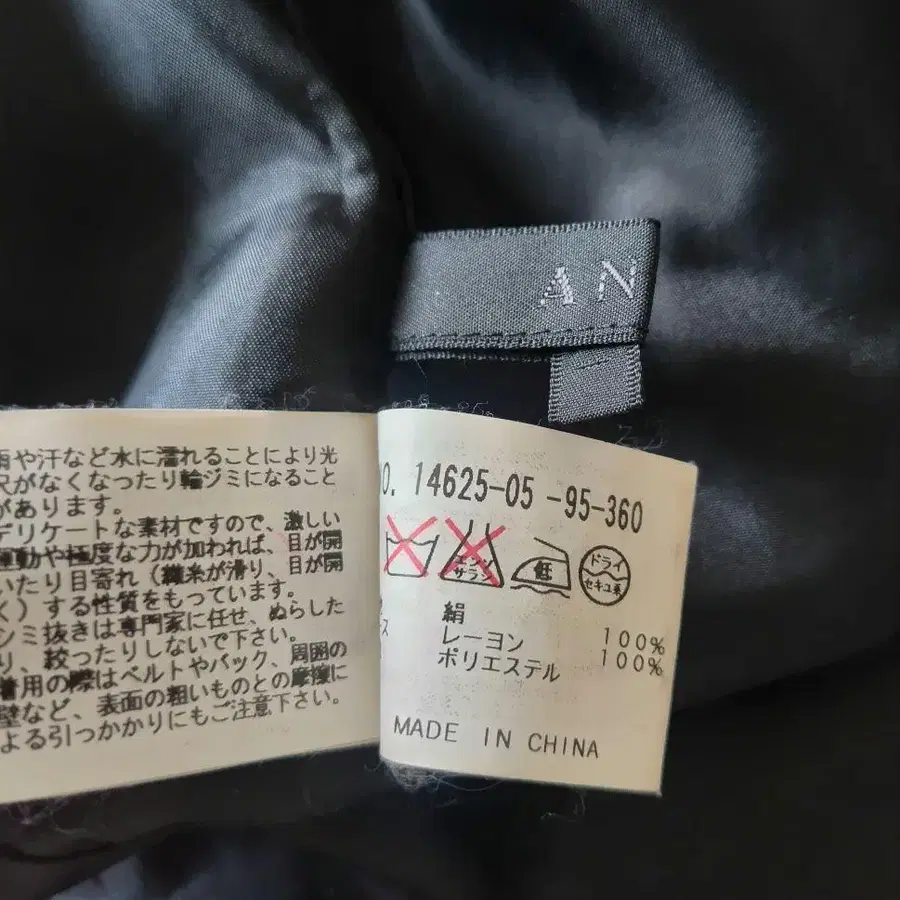 A N
雨や汗など水に濡れることにより光
沢がなくなったり輪ジミになること
があります。
デリケートな素材ですので、激しい
運動や極度な力が加われば、目が開
いたり目寄れ(織糸が滑り、目が開
く)する性質をもっています。
シミ抜きは専門家に任せ、ぬらした
り、絞ったりしないで下さい。
着用の際はベルトやバック、周囲の
壁など、表面の粗いものとの摩擦に
よる引っかかりにもご注意下さい。
O. 14625-05 -95-360
エンソ
サラシ
低
ドライ
セキユ系
ス
絹
レーヨン 100%
ポリエステル 100%
MADE IN CHINA